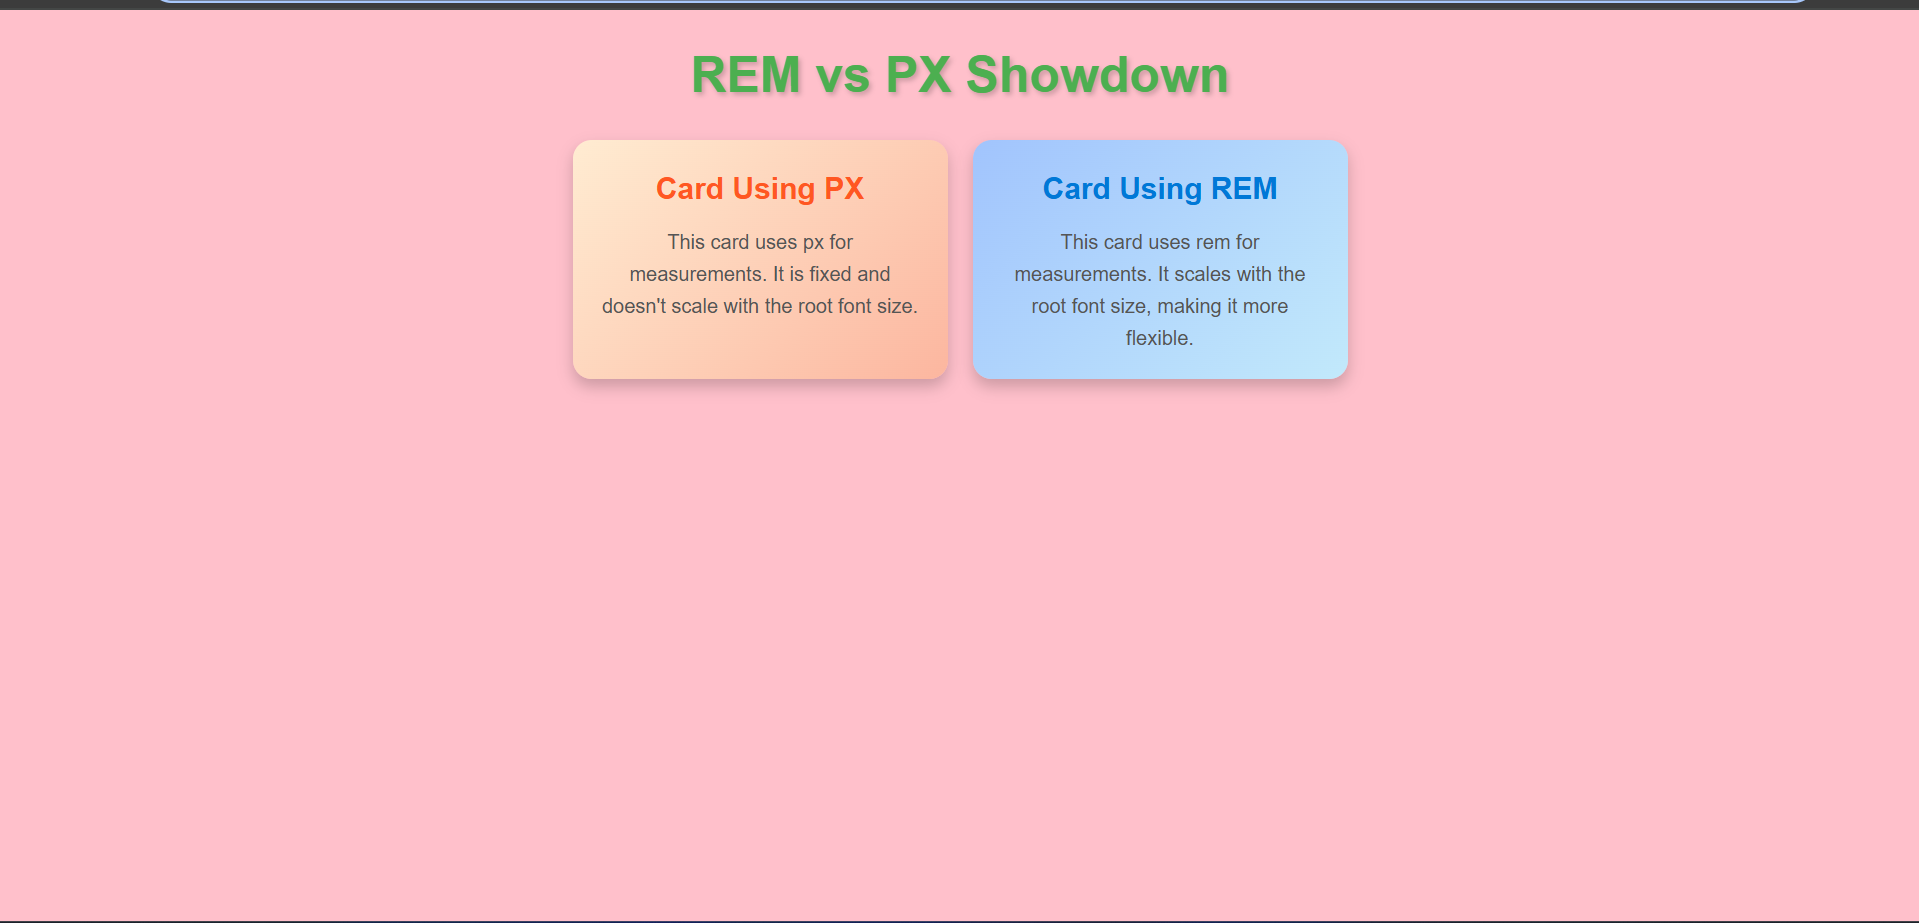 REM vs PX Showdown
Card Using PX
This card uses px for
measurements. It is fixed and
doesn't scale with the root font size.
Card Using REM
This card uses rem for
measurements. It scales with the
root font size, making it more
flexible.